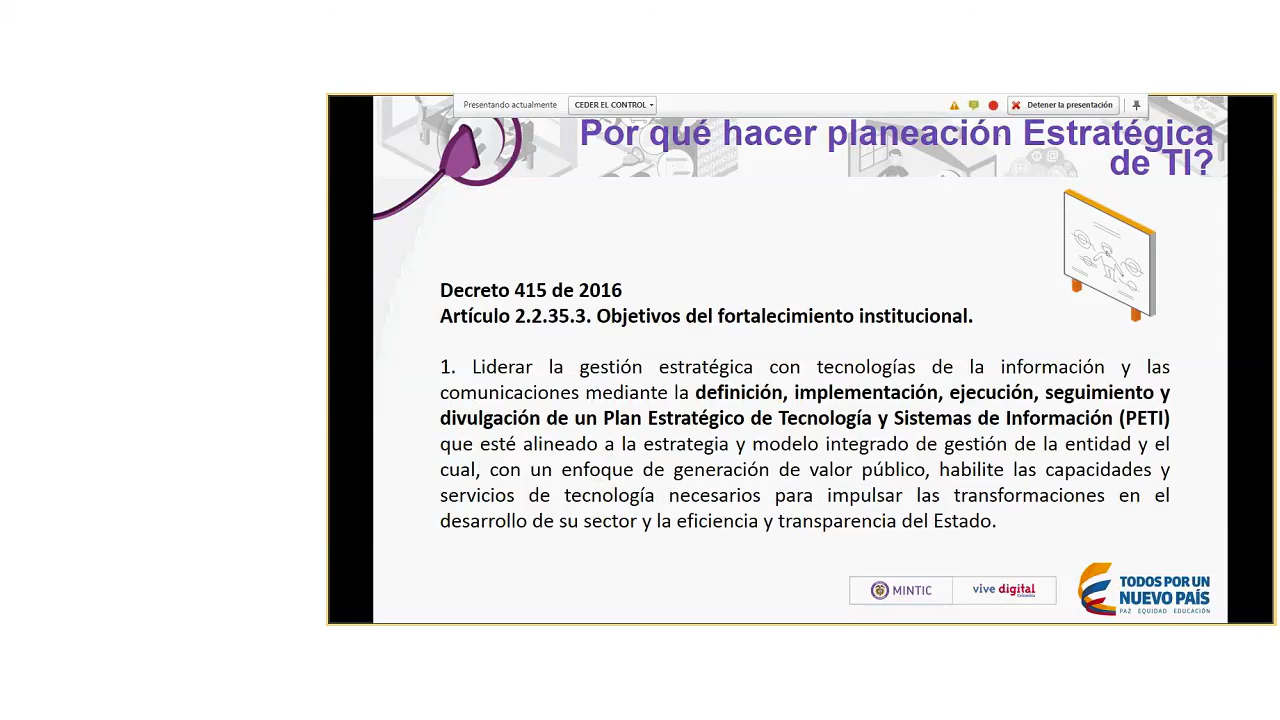 Presentando actualmente CEDER EL CONTROL Detener la presentación
Por qué hacer planeación Estratégica
de TI?
Decreto 415 de 2016
Artículo 2.2.35.3. Objetivos del fortalecimiento institucional.
1. Liderar la gestión estratégica con tecnologías de la información y las
comunicaciones mediante la definición, implementación, ejecución, seguimiento y
divulgación de un Plan Estratégico de Tecnología y Sistemas de Información (PETI)
que esté alineado a la estrategia y modelo integrado de gestión de la entidad y el
cual, con un enfoque de generación de valor público, habilite las capacidades y
servicios de tecnología necesarios para impulsar las transformaciones en el
desarrollo de su sector y la eficiencia y transparencia del Estado.
MINTIC vive digital
Colombia
TODOS POR UN
NUEVO PAÍS
PAZ EQUIDAD EDUCACIÓN